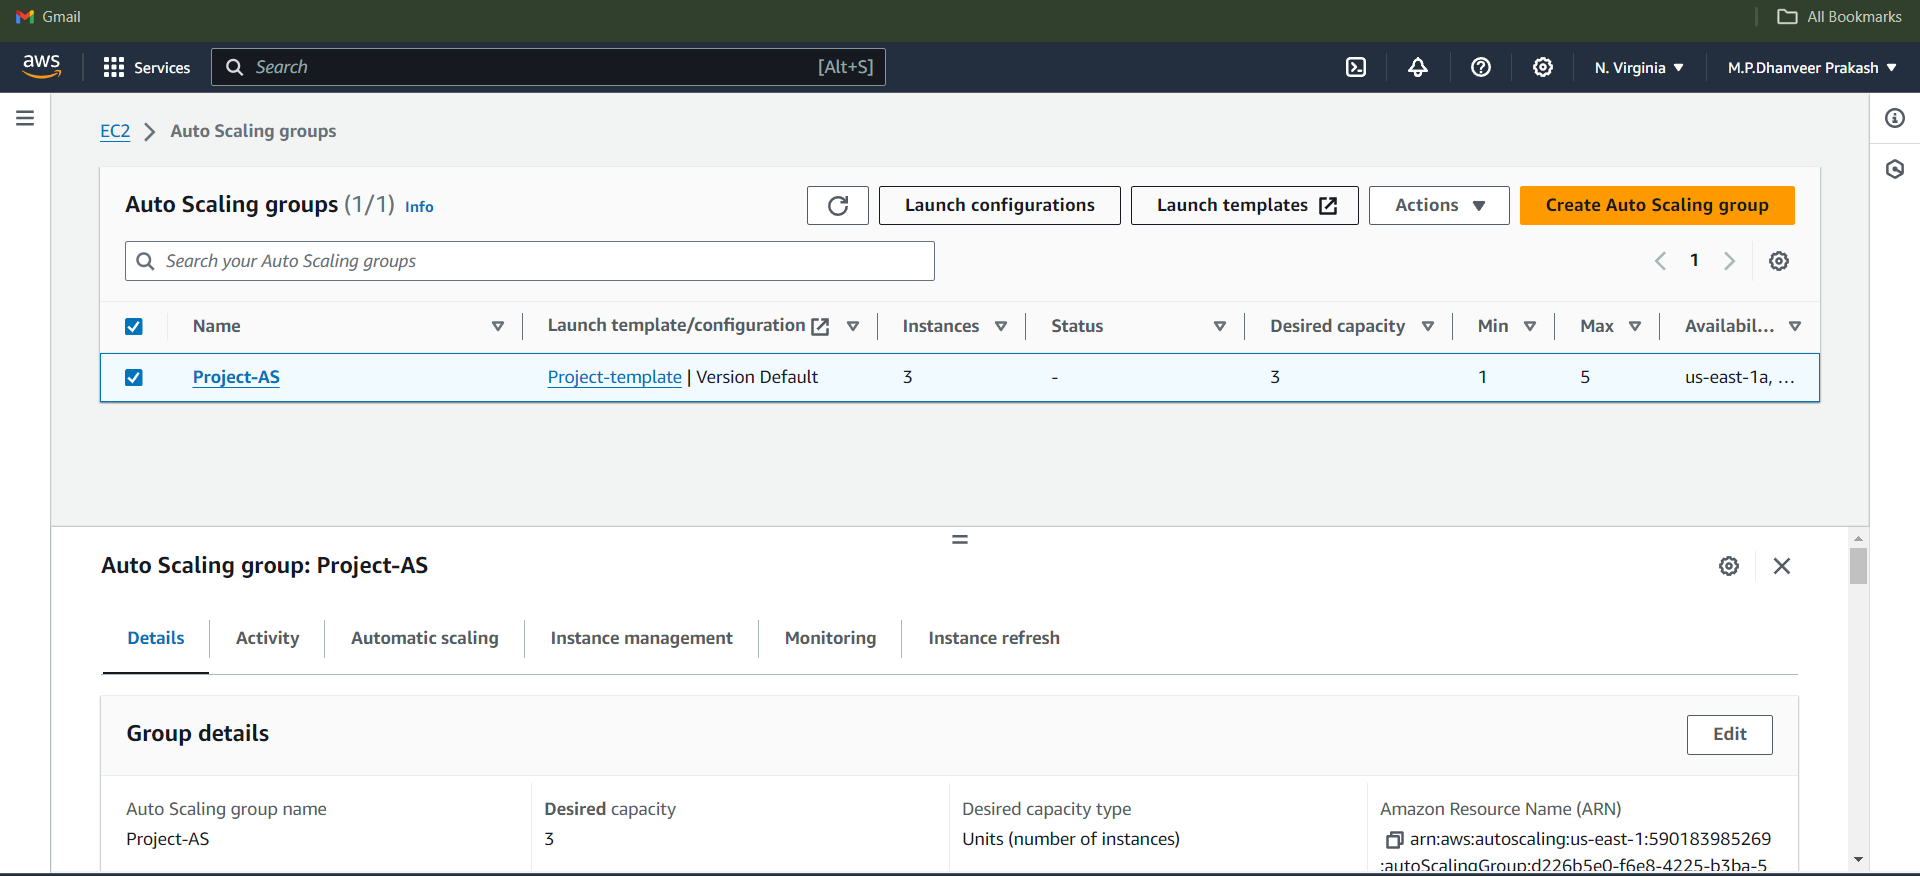 Gmail
All Bookmarks
aws
Services
Search
[Alt+S]
N. Virginia
M.P.Dhanveer Prakash
EC2
Auto Scaling groups
Auto Scaling groups (1/1) Info
Launch configurations
Launch templates
Actions
Create Auto Scaling group
Search your Auto Scaling groups
1
Name
Launch template/configuration
Instances
Status
Desired capacity
Min
Max
Availabil...
Project-AS
Project-template | Version Default
3
-
3
1
5
us-east-1a, ...
Auto Scaling group: Project-AS
Details
Activity
Automatic scaling
Instance management
Monitoring
Instance refresh
Group details
Edit
Auto Scaling group name
Project-AS
Desired capacity
3
Desired capacity type
Units (number of instances)
Amazon Resource Name (ARN)
arn:aws:autoscaling:us-east-1:590183985269
:autoScalingGroup:d226b5e0-f6e8-4225-b3ba-5